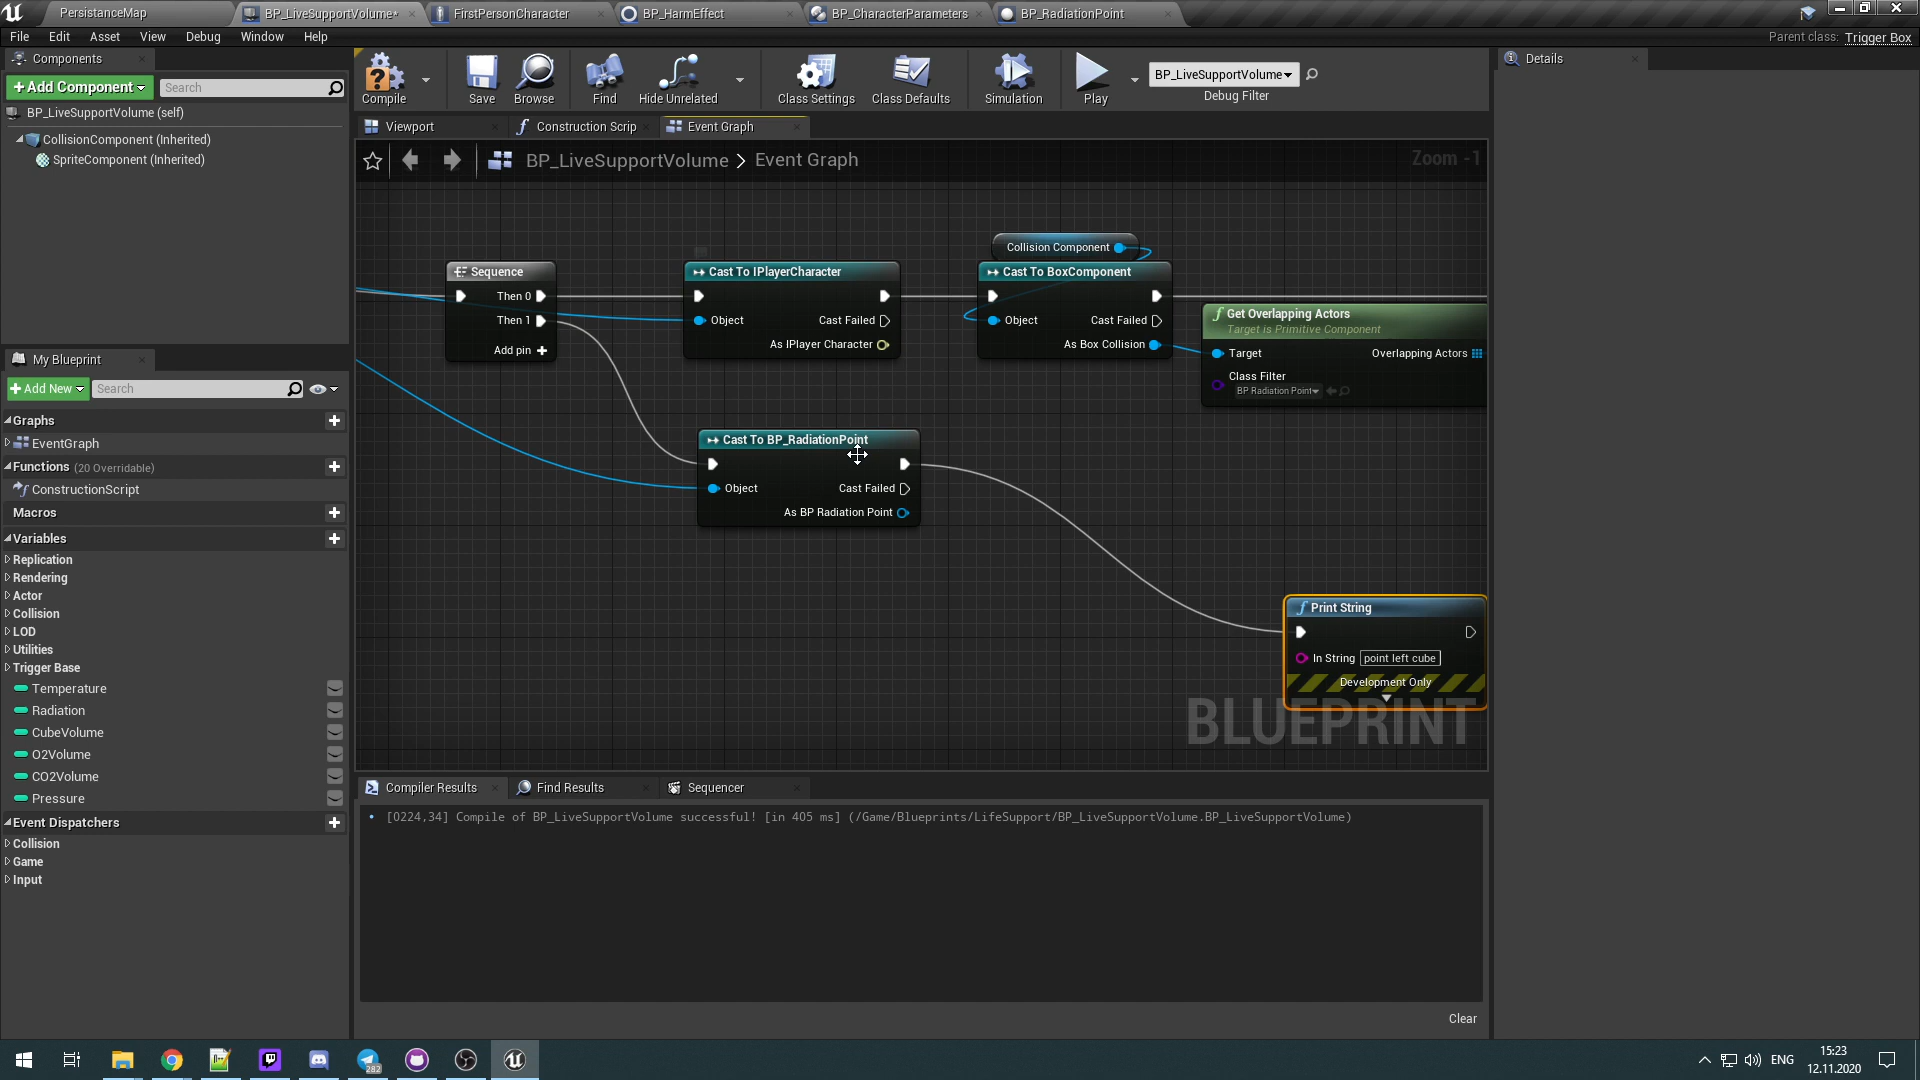 PersistanceMap
BP_LiveSupportVolume*
FirstPersonCharacter
BP_HarmEffect
BP_CharacterParameters
BP_RadiationPoint
File
Edit
Asset
View
Debug
Window
Help
Parent class:
Trigger Box
Components
+Add Component
Search
BP_LiveSupportVolume (self)
CollisionComponent (Inherited)
SpriteComponent (Inherited)
Compile
Save
Browse
Find
Hide Unrelated
Class Settings
Class Defaults
Simulation
Play
BP_LiveSupportVolume
Debug Filter
Details
Viewport
Construction Scrip
Event Graph
BP_LiveSupportVolume > Event Graph
Zoom -1
Sequence
Then 0
Then 1
Add pin +
Cast To IPlayerCharacter
Object
Cast Failed
As IPlayer Character
Collision Component
Cast To BoxComponent
Object
Cast Failed
As Box Collision
f Get Overlapping Actors
Target is Primitive Component
Target
Overlapping Actors
Class Filter
BP Radiation Point
Cast To BP_RadiationPoint
Object
Cast Failed
As BP Radiation Point
f Print String
In String
point left cube
Development Only
BLUEPRINT
My Blueprint
+Add New
Search
Graphs
EventGraph
Functions (20 Overridable)
ConstructionScript
Macros
Variables
Replication
Rendering
Actor
Collision
LOD
Utilities
Trigger Base
Temperature
Radiation
CubeVolume
O2Volume
CO2Volume
Pressure
Event Dispatchers
Collision
Game
Input
Compiler Results
Find Results
Sequencer
[0224,34] Compile of BP_LiveSupportVolume successful! [in 405 ms] (/Game/Blueprints/LifeSupport/BP_LiveSupportVolume.BP_LiveSupportVolume)
Clear
282
ENG
15:23
12.11.2020